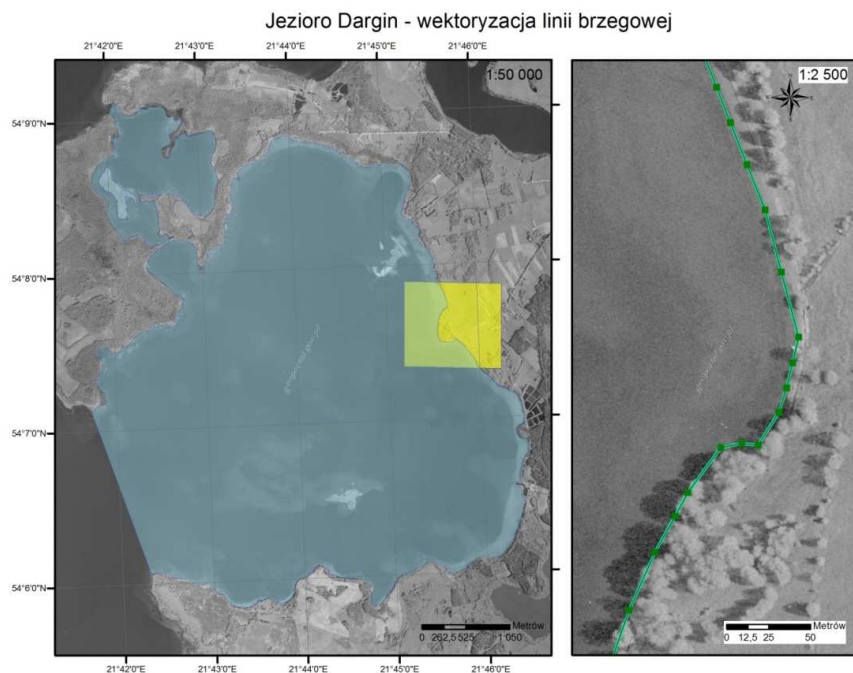 Jezioro Dargin - wektoryzacja linii brzegowej
21°42'0"E 21°43'0"E 21°44'0"E 21°45'0"E 21°46'0"E
1:50 000
1:2 500
54°9'0"N
54°8'0"N
54°7'0"N
54°6'0"N
Metrów
0 262,5 525 1 050
Metrów
0 12,5 25 50
21°42'0"E 21°43'0"E 21°44'0"E 21°45'0"E 21°46'0"E